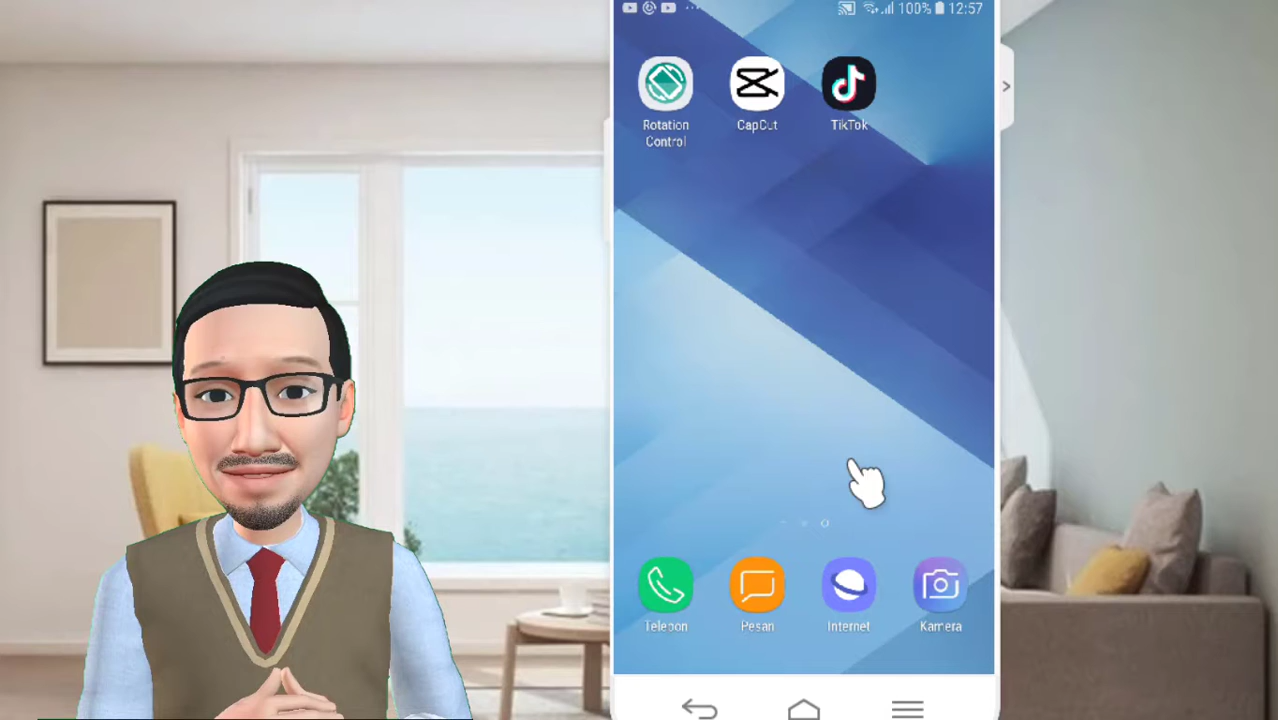 100% 12:57
Rotation Control
CapCut
TikTok
Telepon
Pesan
Internet
Kamera